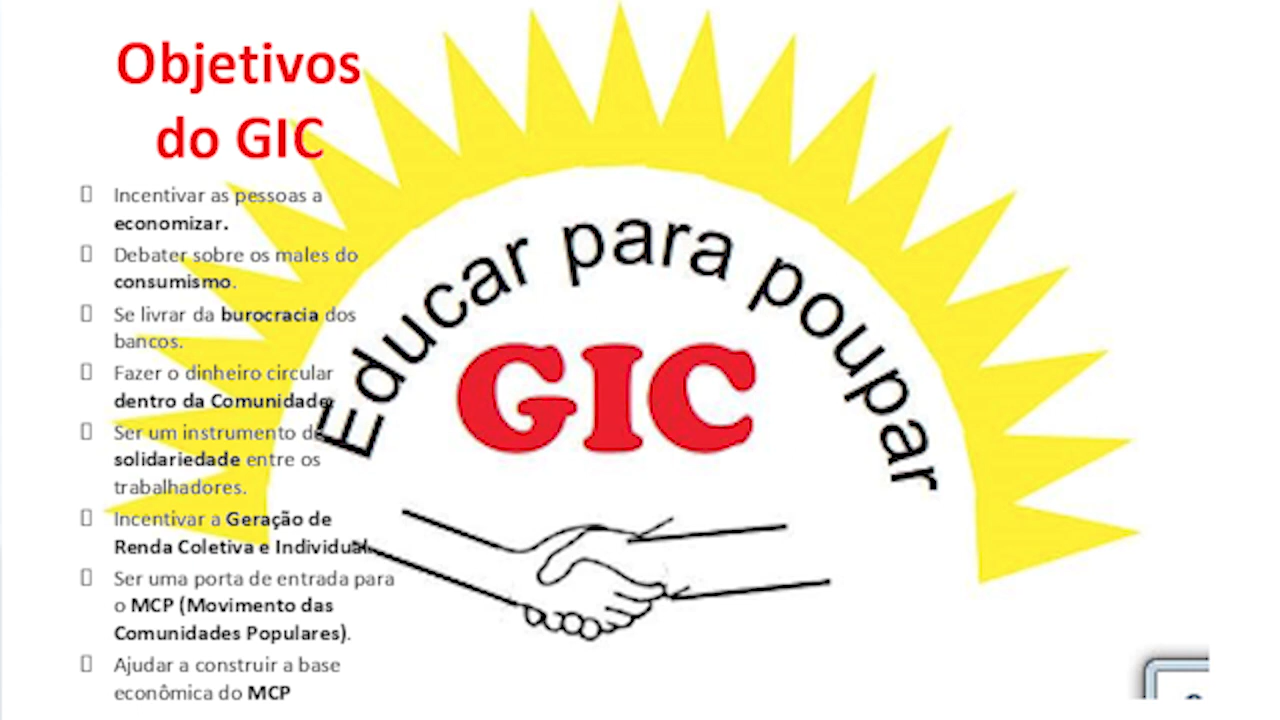 Objetivos
do GIC
Incentivar as pessoas a
economizar.
Debater sobre os males do
consumismo.
Se livrar da burocracia dos
bancos.
Fazer o dinheiro circular
dentro da Comunidade.
Ser um instrumento de
solidariedade entre os
trabalhadores.
Incentivar a Geração de
Renda Coletiva e Individual.
Ser uma porta de entrada para
o MCP (Movimento das
Comunidades Populares).
Ajudar a construir a base
econômica do MCP
Educar para poupar
GIC